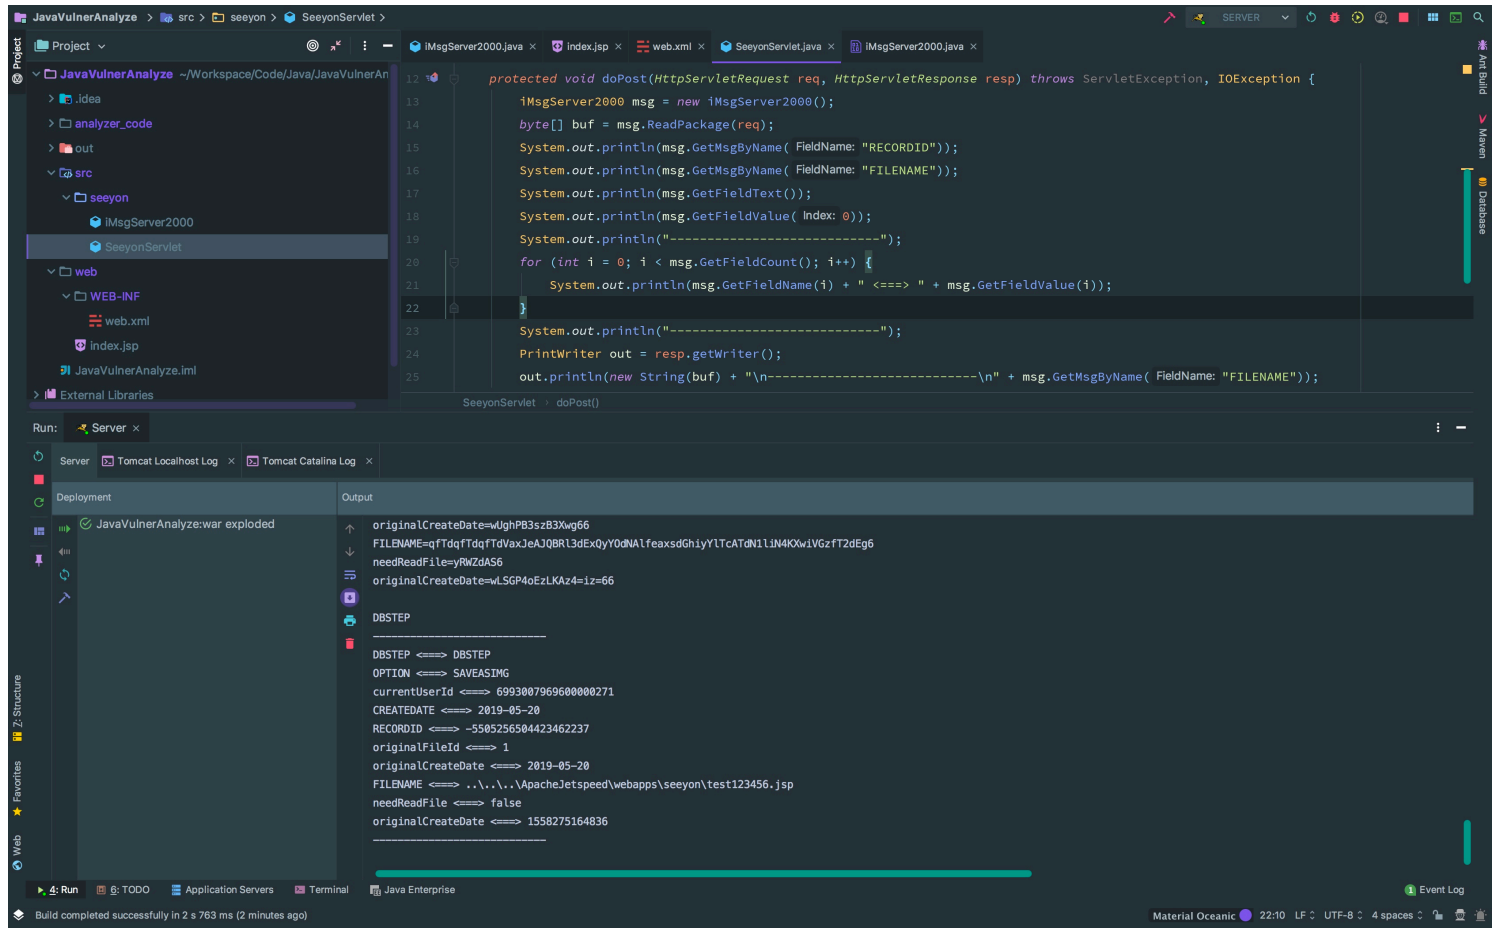 JavaVulnerAnalyze > src > seeyon > SeeyonServlet >
SERVER
Project
iMsgServer2000.java × index.jsp × web.xml × SeeyonServlet.java × iMsgServer2000.java ×
JavaVulnerAnalyze ~/Workspace/Code/Java/JavaVulnerAn
.idea
analyzer_code
out
src
seeyon
iMsgServer2000
SeeyonServlet
web
WEB-INF
web.xml
index.jsp
JavaVulnerAnalyze.iml
External Libraries
12 protected void doPost(HttpServletRequest req, HttpServletResponse resp) throws ServletException, IOException {
13 iMsgServer2000 msg = new iMsgServer2000();
14 byte[] buf = msg.ReadPackage(req);
15 System.out.println(msg.GetMsgByName( FieldName: "RECORDID"));
16 System.out.println(msg.GetMsgByName( FieldName: "FILENAME"));
17 System.out.println(msg.GetFieldText());
18 System.out.println(msg.GetFieldValue( Index: 0));
19 System.out.println("----------------------------");
20 for (int i = 0; i < msg.GetFieldCount(); i++) {
21 System.out.println(msg.GetFieldName(i) + " <===> " + msg.GetFieldValue(i));
22 }
23 System.out.println("----------------------------");
24 PrintWriter out = resp.getWriter();
25 out.println(new String(buf) + "\n----------------------------\n" + msg.GetMsgByName( FieldName: "FILENAME"));
SeeyonServlet > doPost()
Project
Ant Build
Maven
Database
Run: Server ×
Server Tomcat Localhost Log × Tomcat Catalina Log ×
Deployment Output
JavaVulnerAnalyze:war exploded
originalCreateDate=wUghPB3szB3Xwg66
FILENAME=qfTdqfTdqfTdVaxJeAJQBRl3dExQyYOdNAlfeaxsdGhiyYlTcATdN1liN4KXwiVGzfT2dEg6
needReadFile=yRWZdAS6
originalCreateDate=wLSGP4oEzLKAz4=iz=66
DBSTEP
----------------------------
DBSTEP <===> DBSTEP
OPTION <===> SAVEASIMG
currentUserId <===> 6993007969600000271
CREATEDATE <===> 2019-05-20
RECORDID <===> -5505256504423462237
originalFileId <===> 1
originalCreateDate <===> 2019-05-20
FILENAME <===> ..\..\..\ApacheJetspeed\webapps\seeyon\test123456.jsp
needReadFile <===> false
originalCreateDate <===> 1558275164836
----------------------------
Z: Structure
Favorites
Web
4: Run 6: TODO Application Servers Terminal Java Enterprise
1 Event Log
Build completed successfully in 2 s 763 ms (2 minutes ago)
Material Oceanic 22:10 LF UTF-8 4 spaces